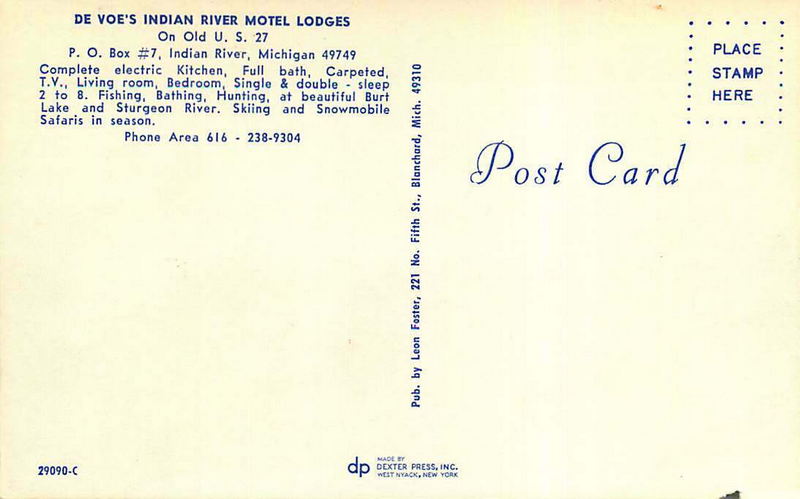 DE VOE'S INDIAN RIVER MOTEL LODGES
On Old U. S. 27
P. O. Box #7, Indian River, Michigan 49749
Complete electric Kitchen, Full bath, Carpeted,
T.V., Living room, Bedroom, Single & double - sleep
2 to 8. Fishing, Bathing, Hunting, at beautiful Burt
Lake and Sturgeon River. Skiing and Snowmobile
Safaris in season.
Phone Area 616 - 238-9304
Pub. by Leon Foster, 221 No. Fifth St., Blanchard, Mich. 49310
PLACE
STAMP
HERE
Post Card
29090-C
dp
MADE BY
DEXTER PRESS, INC.
WEST NYACK, NEW YORK